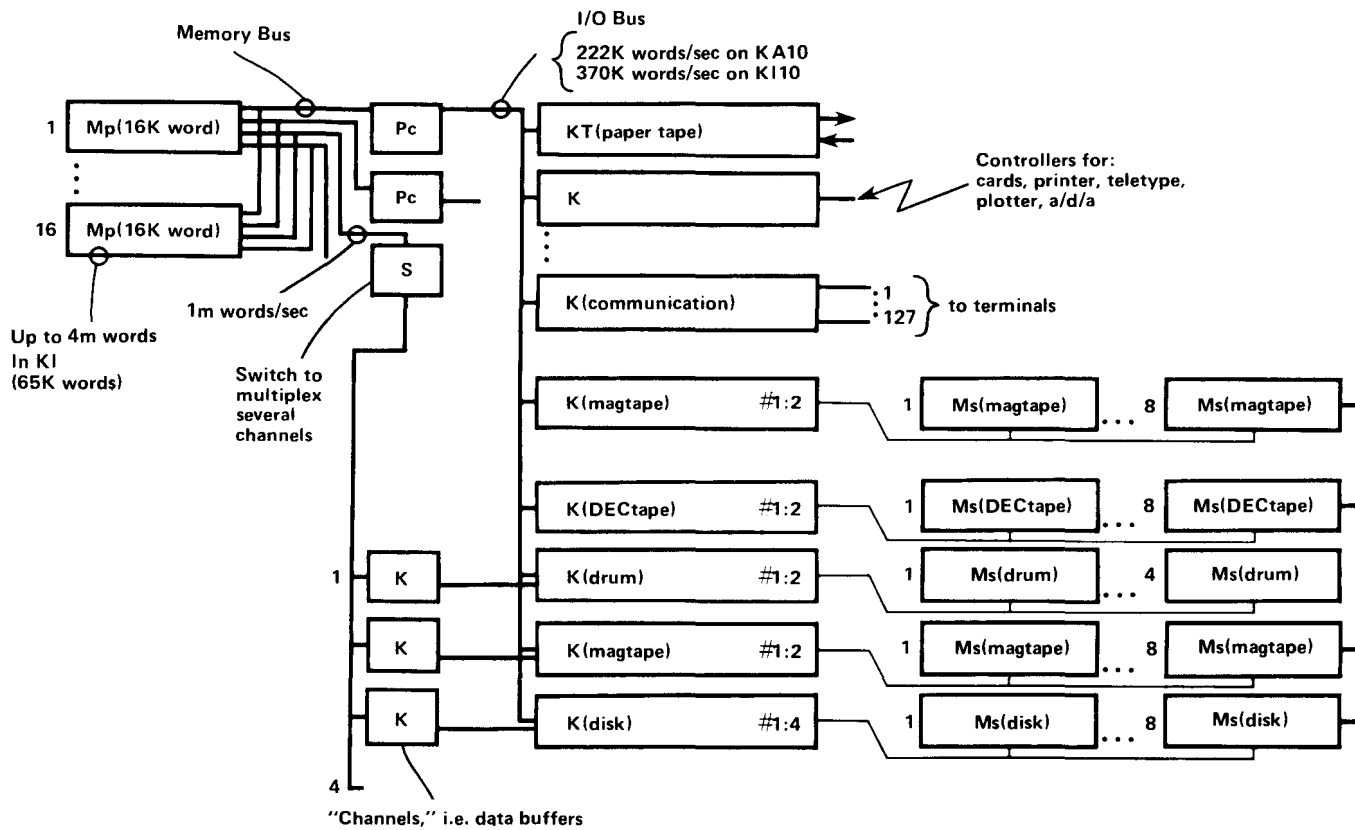 I/O Bus
Memory Bus
222K words/sec on KA10
370K words/sec on KI10
1
Mp(16K word)
Pc
KT(paper tape)
Controllers for:
cards, printer, teletype,
plotter, a/d/a
Pc
K
16
Mp(16K word)
S
1m words/sec
K(communication)
1
127
to terminals
Up to 4m words
In KI
(65K words)
Switch to
multiplex
several
channels
K(magtape) #1:2
1
Ms(magtape)
...
8
Ms(magtape)
K(DECtape) #1:2
1
Ms(DECtape)
...
8
Ms(DECtape)
1
K
K(drum) #1:2
1
Ms(drum)
...
4
Ms(drum)
K
K(magtape) #1:2
1
Ms(magtape)
...
8
Ms(magtape)
K
K(disk) #1:4
1
Ms(disk)
...
8
Ms(disk)
4
"Channels," i.e. data buffers